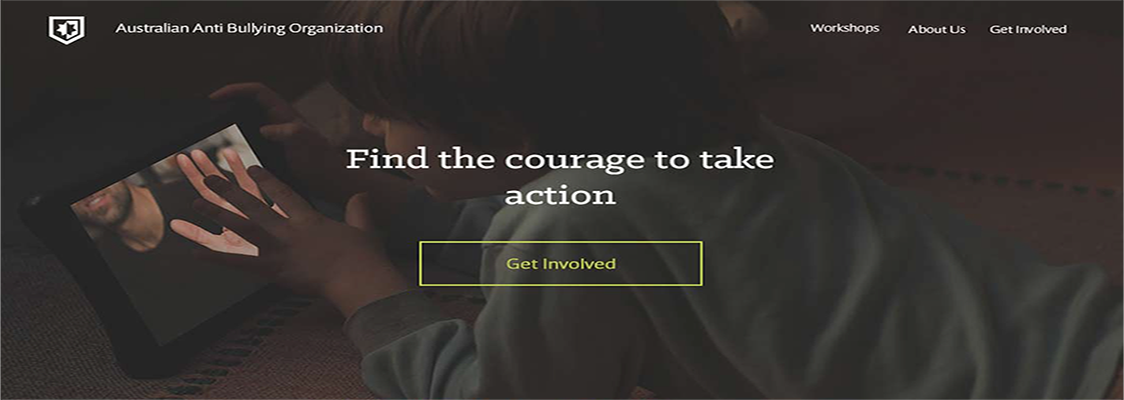 Australian Anti Bullying Organization
Workshops
About Us
Get Involved
Find the courage to take
action
Get Involved